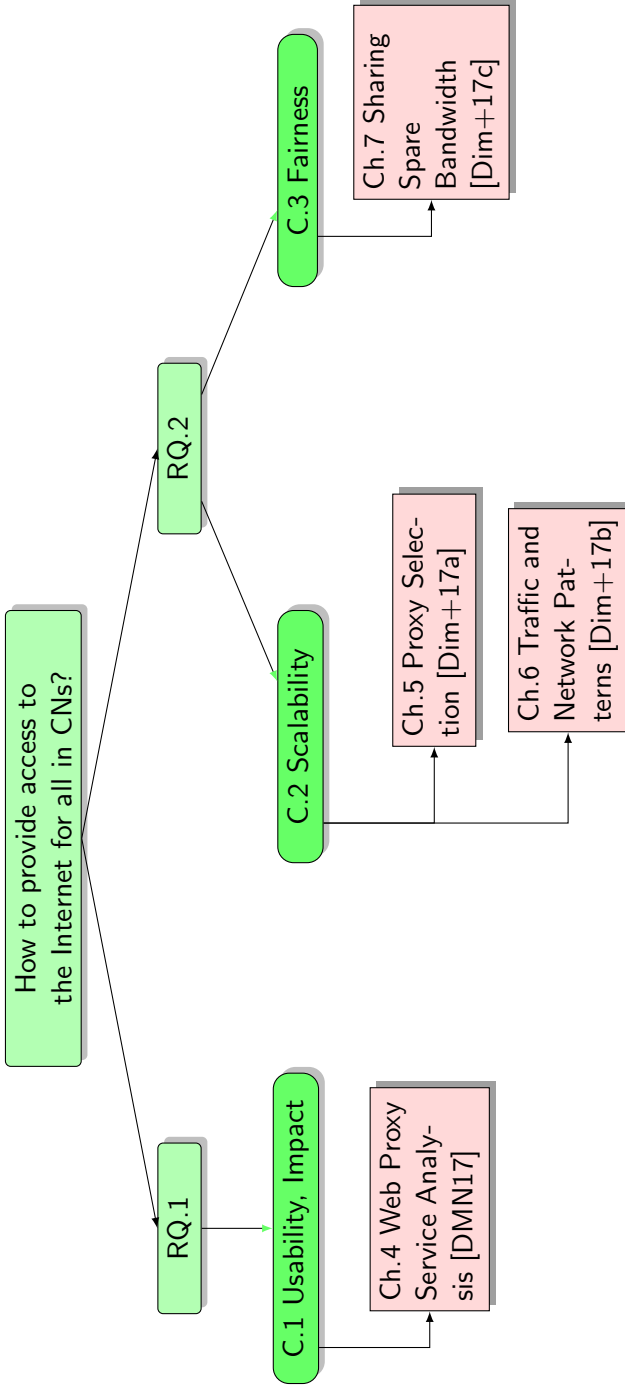 How to provide access to
the Internet for all in CNs?
RQ.1
RQ.2
C.1 Usability, Impact
C.2 Scalability
C.3 Fairness
Ch.4 Web Proxy
Service Analy-
sis [DMN17]
Ch.5 Proxy Selec-
tion [Dim+17a]
Ch.6 Traffic and
Network Pat-
terns [Dim+17b]
Ch.7 Sharing
Spare
Bandwidth
[Dim+17c]